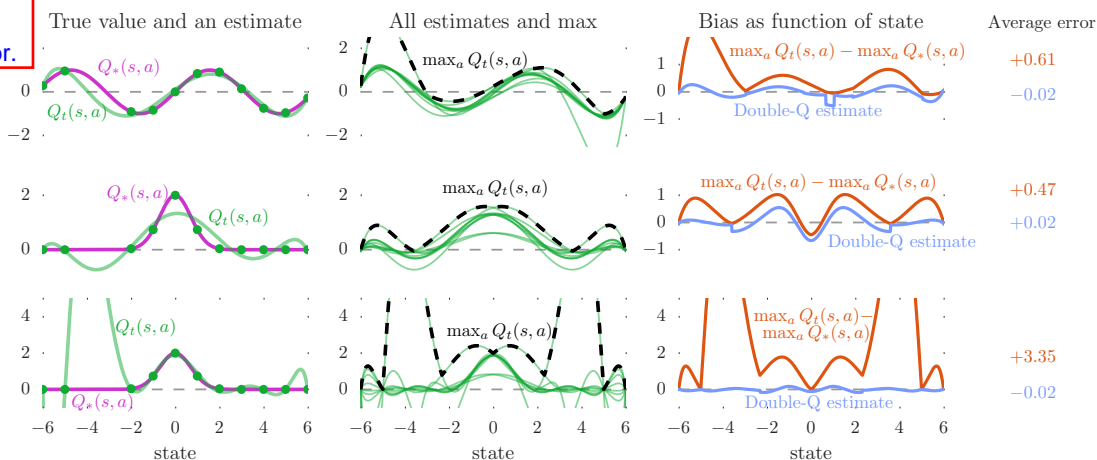 or.
True value and an estimate
All estimates and max
Bias as function of state
Average error
2
0
−2
Q*(s, a)
Qt(s, a)
2
0
−2
maxa Qt(s, a)
1
0
−1
maxa Qt(s, a) − maxa Q*(s, a)
Double-Q estimate
+0.61
−0.02
2
0
Q*(s, a)
Qt(s, a)
2
0
maxa Qt(s, a)
1
0
−1
maxa Qt(s, a) − maxa Q*(s, a)
Double-Q estimate
+0.47
+0.02
4
2
0
Qt(s, a)
Q*(s, a)
−6 −4 −2 0 2 4 6
state
4
2
0
maxa Qt(s, a)
−6 −4 −2 0 2 4 6
state
4
2
0
maxa Qt(s, a)−
maxa Q*(s, a)
Double-Q estimate
−6 −4 −2 0 2 4 6
state
+3.35
−0.02